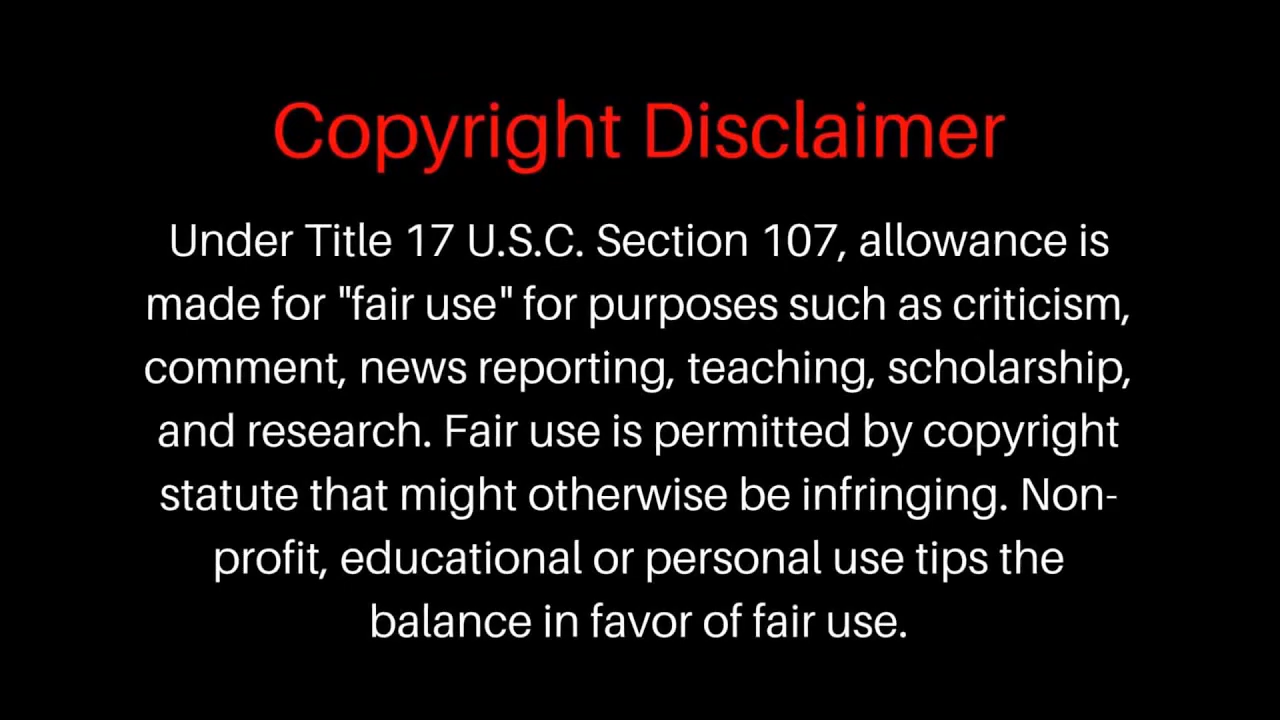 Copyright Disclaimer
Under Title 17 U.S.C. Section 107, allowance is
made for "fair use" for purposes such as criticism,
comment, news reporting, teaching, scholarship,
and research. Fair use is permitted by copyright
statute that might otherwise be infringing. Non-
profit, educational or personal use tips the
balance in favor of fair use.